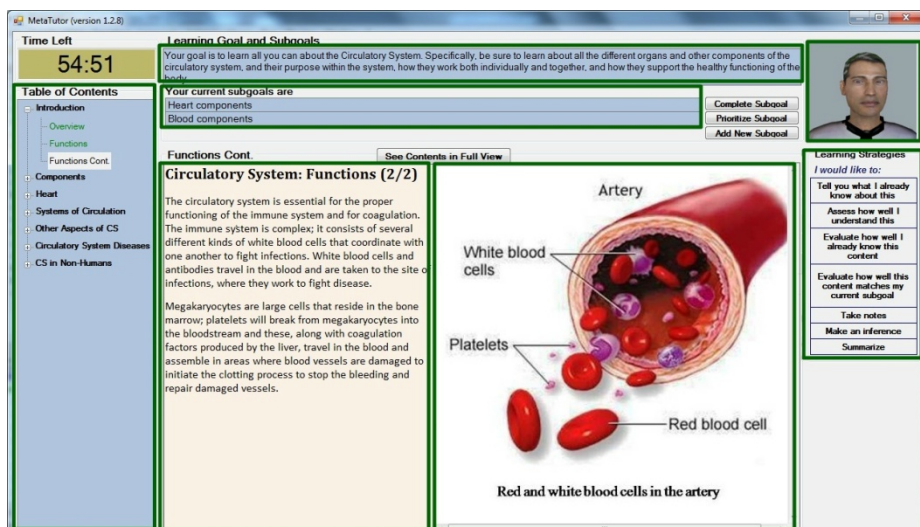 MetaTutor (version 1.2.8)
Time Left
54:51
Learning Goal and Subgoals
Your goal is to learn all you can about the Circulatory System. Specifically, be sure to learn about all the different organs and other components of the
circulatory system, and their purpose within the system, how they work both individually and together, and how they support the healthy functioning of the
body.
Your current subgoals are
Heart components
Blood components
Complete Subgoal
Prioritize Subgoal
Add New Subgoal
Table of Contents
Introduction
Overview
Functions
Functions Cont.
Components
Heart
Systems of Circulation
Other Aspects of CS
Circulatory System Diseases
CS in Non-Humans
Functions Cont.
See Contents in Full View
Circulatory System: Functions (2/2)
The circulatory system is essential for the proper
functioning of the immune system and for coagulation.
The immune system is complex; it consists of several
different kinds of white blood cells that coordinate with
one another to fight infections. White blood cells and
antibodies travel in the blood and are taken to the site o
infections, where they work to fight disease.
Megakaryocytes are large cells that reside in the bone
marrow; platelets will break from megakaryocytes into
the bloodstream and these, along with coagulation
factors produced by the liver, travel in the blood and
assemble in areas where blood vessels are damaged to
initiate the clotting process to stop the bleeding and
repair damaged vessels.
Artery
White blood
cells
Platelets
Red blood cell
Red and white blood cells in the artery
Learning Strategies
I would like to:
Tell you what I already
know about this
Assess how well I
understand this
Evaluate how well I
already know this
content
Evaluate how well this
content matches my
current subgoal
Take notes
Make an inference
Summarize